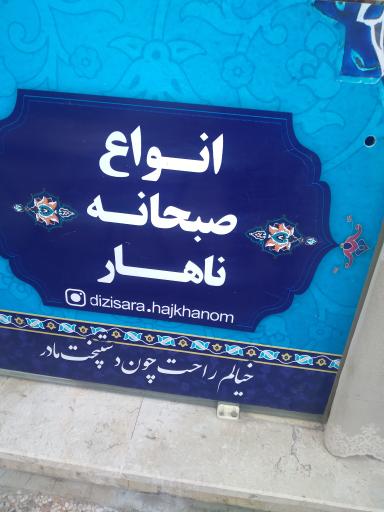 انواع
صبحانه
ناهار
dizisara.hajkhanom
خیالم راحت چون دستپخت مادر